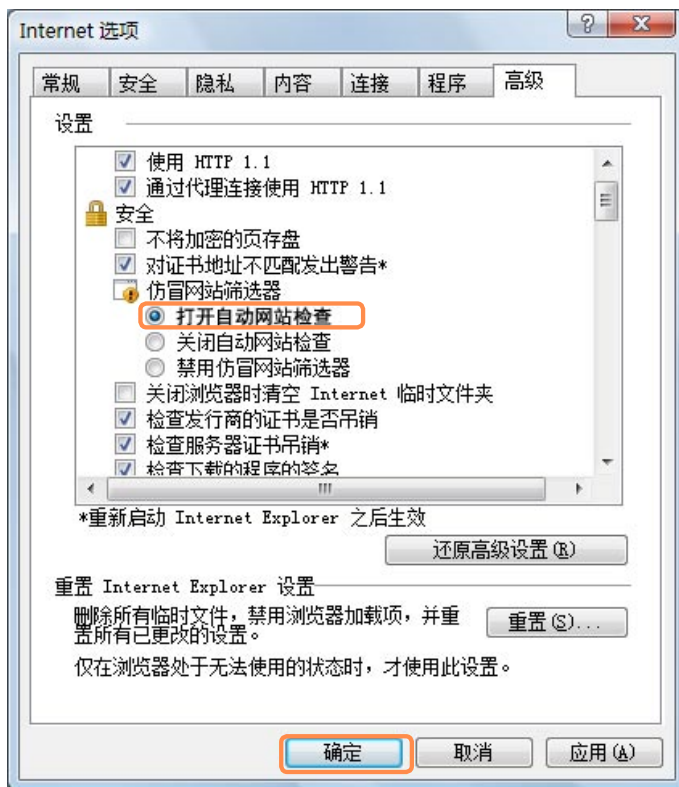 Internet 选项
常规 安全 隐私 内容 连接 程序 高级
设置
使用 HTTP 1.1
通过代理连接使用 HTTP 1.1
安全
不将加密的页存盘
对证书地址不匹配发出警告*
仿冒网站筛选器
打开自动网站检查
关闭自动网站检查
禁用仿冒网站筛选器
关闭浏览器时清空 Internet 临时文件夹
检查发行商的证书是否吊销
检查服务器证书吊销*
检查下载的程序的签名
*重新启动 Internet Explorer 之后生效
还原高级设置(R)
重置 Internet Explorer 设置
删除所有临时文件，禁用浏览器加载项，并重
置所有已更改的设置。
重置(S)...
仅在浏览器处于无法使用的状态时，才使用此设置。
确定 取消 应用(A)